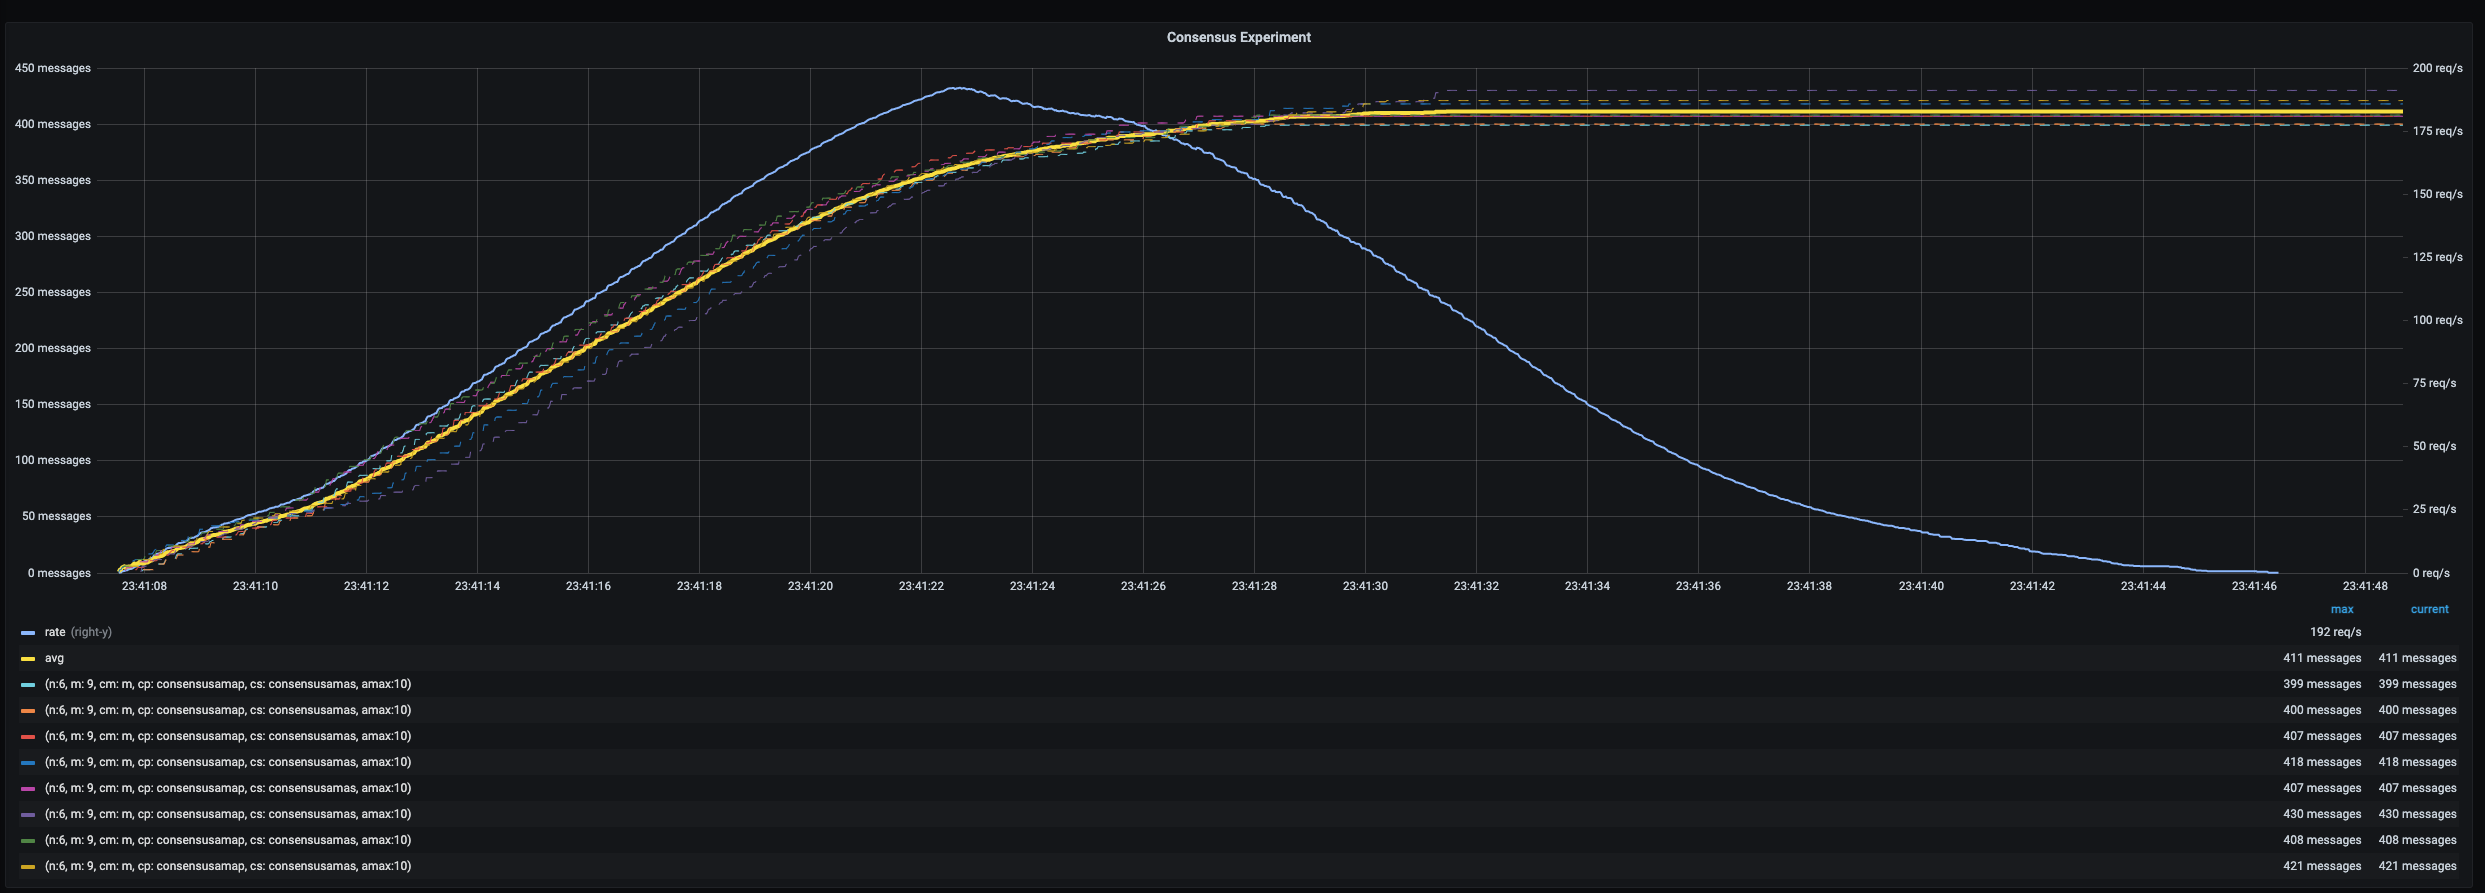 Consensus Experiment
450 messages
400 messages
350 messages
300 messages
250 messages
200 messages
150 messages
100 messages
50 messages
0 messages
200 req/s
175 req/s
150 req/s
125 req/s
100 req/s
75 req/s
50 req/s
25 req/s
0 req/s
23:41:08 23:41:10 23:41:12 23:41:14 23:41:16 23:41:18 23:41:20 23:41:22 23:41:24 23:41:26 23:41:28 23:41:30 23:41:32 23:41:34 23:41:36 23:41:38 23:41:40 23:41:42 23:41:44 23:41:46 23:41:48
max current
rate (right-y) 192 req/s
avg 411 messages 411 messages
(n:6, m: 9, cm: m, cp: consensusamap, cs: consensusamas, amax:10) 399 messages 399 messages
(n:6, m: 9, cm: m, cp: consensusamap, cs: consensusamas, amax:10) 400 messages 400 messages
(n:6, m: 9, cm: m, cp: consensusamap, cs: consensusamas, amax:10) 407 messages 407 messages
(n:6, m: 9, cm: m, cp: consensusamap, cs: consensusamas, amax:10) 418 messages 418 messages
(n:6, m: 9, cm: m, cp: consensusamap, cs: consensusamas, amax:10) 407 messages 407 messages
(n:6, m: 9, cm: m, cp: consensusamap, cs: consensusamas, amax:10) 430 messages 430 messages
(n:6, m: 9, cm: m, cp: consensusamap, cs: consensusamas, amax:10) 408 messages 408 messages
(n:6, m: 9, cm: m, cp: consensusamap, cs: consensusamas, amax:10) 421 messages 421 messages